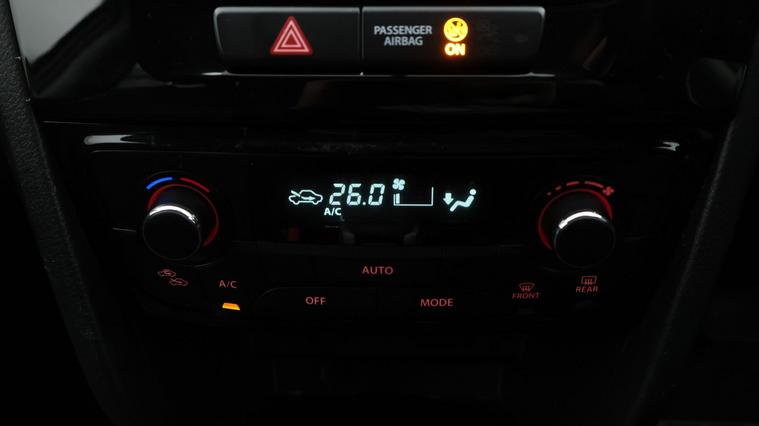 PASSENGER
AIRBAG
ON
26.0
A/C
AUTO
A/C
OFF
MODE
FRONT
REAR